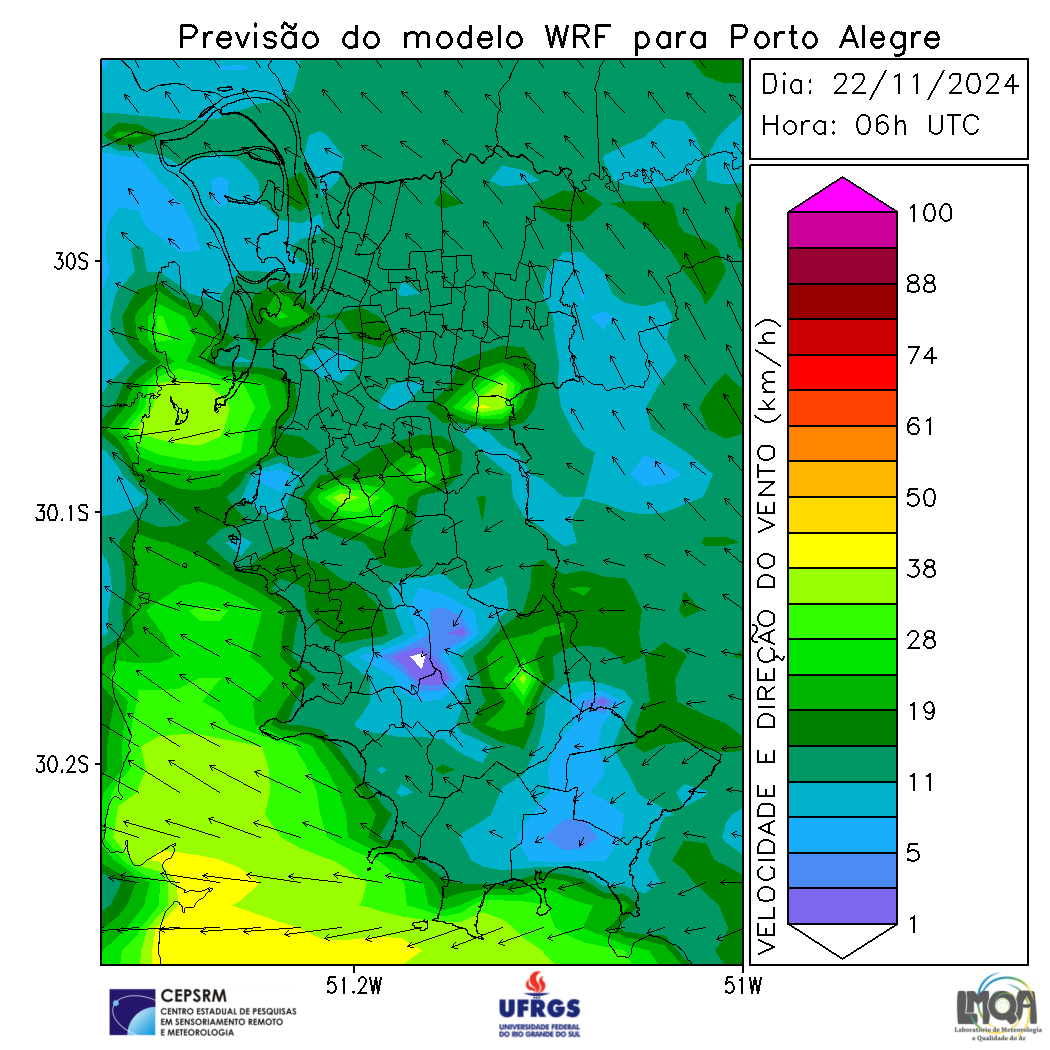 Previsão do modelo WRF para Porto Alegre
Dia: 22/11/2024
Hora: 06h UTC
30S
30.1S
30.2S
51.2W
51W
VELOCIDADE E DIREÇÃO DO VENTO (km/h)
100
88
74
61
50
38
28
19
11
5
1
CEPSRM
CENTRO ESTADUAL DE PESQUISAS
EM SENSORIAMENTO REMOTO
E METEOROLOGIA
UFRGS
UNIVERSIDADE FEDERAL
DO RIO GRANDE DO SUL
LMQA
Laboratório de Meteorologia
e Qualidade do Ar